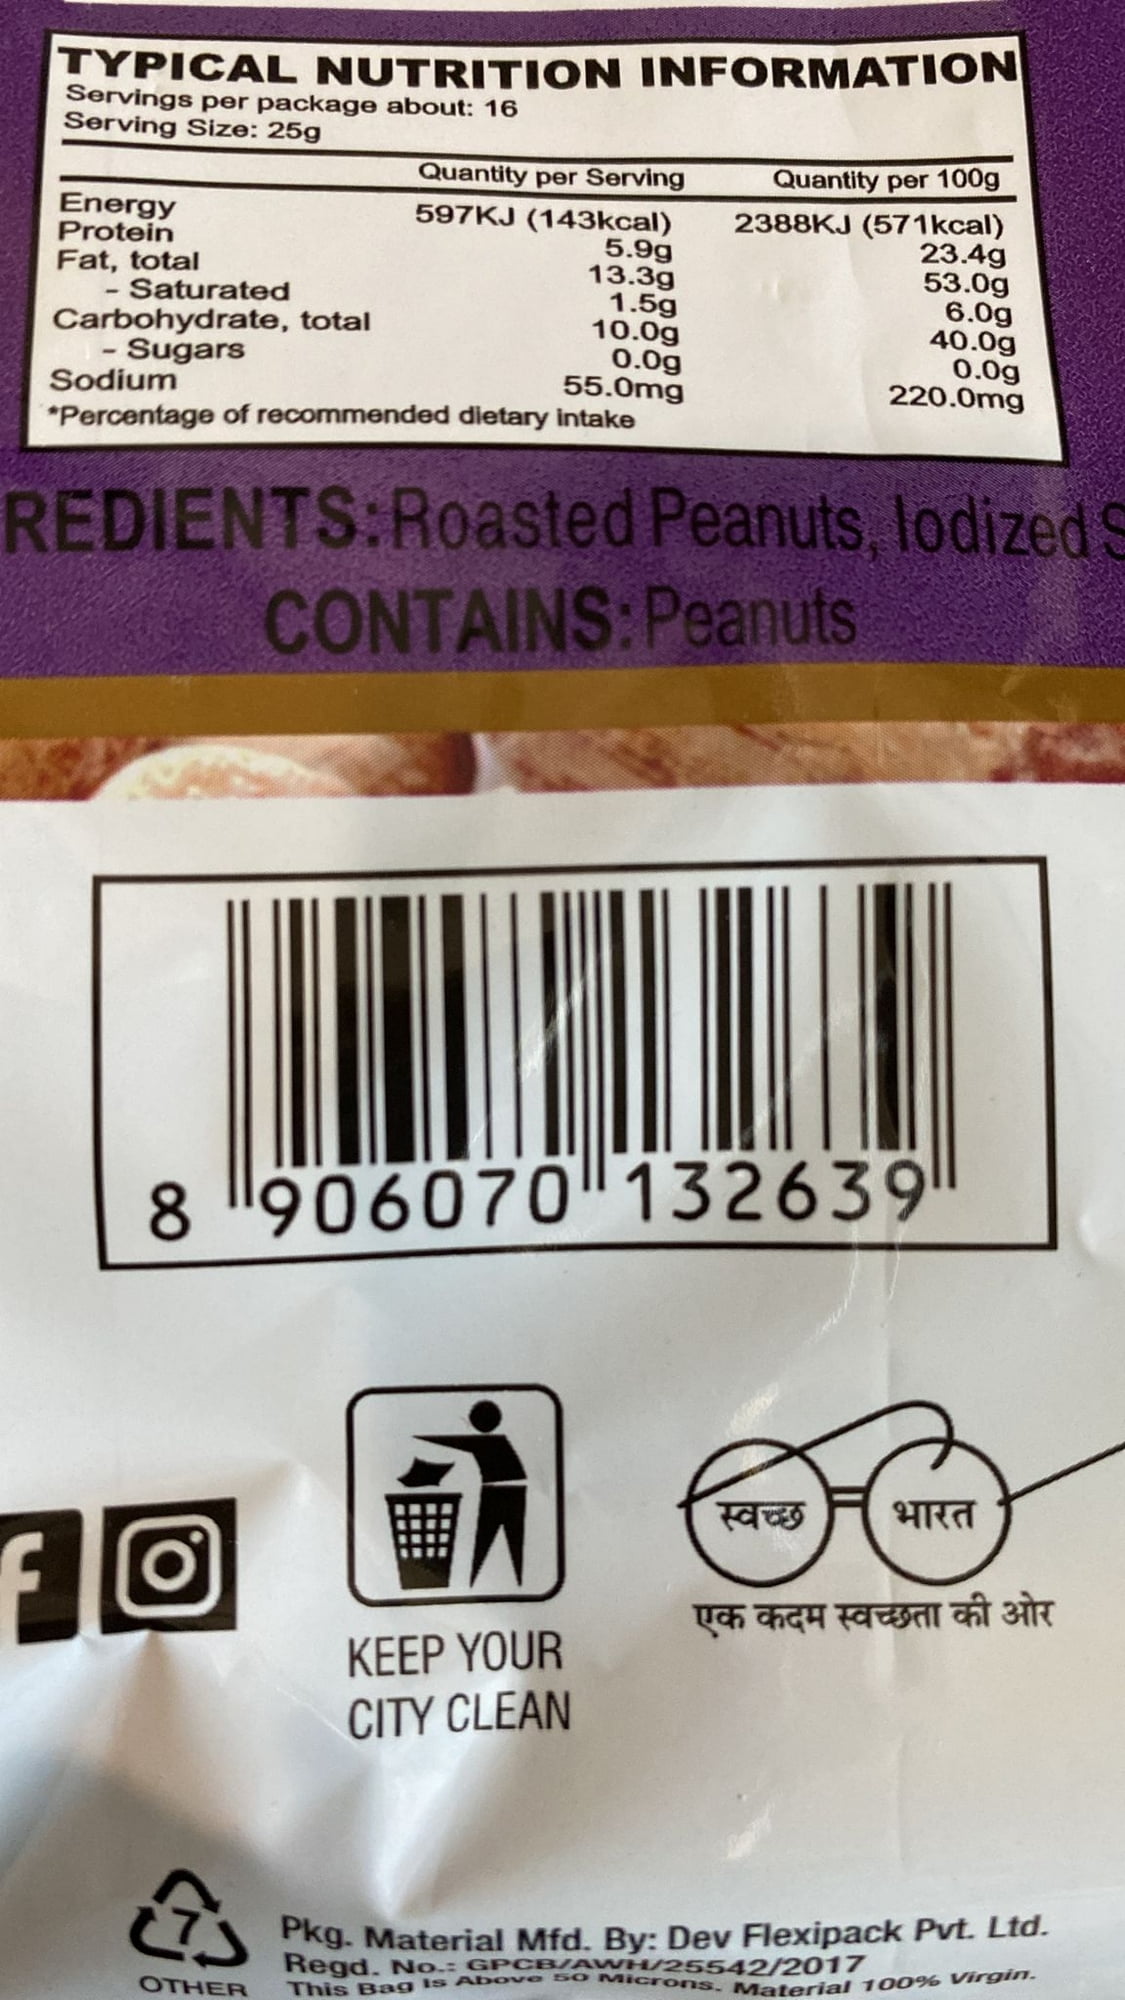 TYPICAL NUTRITION INFORMATION
Servings per package about: 16
Serving Size: 25g
Quantity per Serving Quantity per 100g
Energy 597KJ (143kcal) 2388KJ (571kcal)
Protein 5.9g 23.4g
Fat, total 13.3g 53.0g
- Saturated 1.5g 6.0g
Carbohydrate, total 10.0g 40.0g
- Sugars 0.0g 0.0g
Sodium 55.0mg 220.0mg
*Percentage of recommended dietary intake
REDIENTS: Roasted Peanuts, Iodized S
CONTAINS: Peanuts
8 906070 132639
स्वच्छ भारत
एक कदम स्वच्छता की ओर
f
KEEP YOUR
CITY CLEAN
7
OTHER
Pkg. Material Mfd. By: Dev Flexipack Pvt. Ltd.
Regd. No.: GPCB/AWH/25542/2017
This Bag Is Above 50 Microns. Material 100% Virgin.